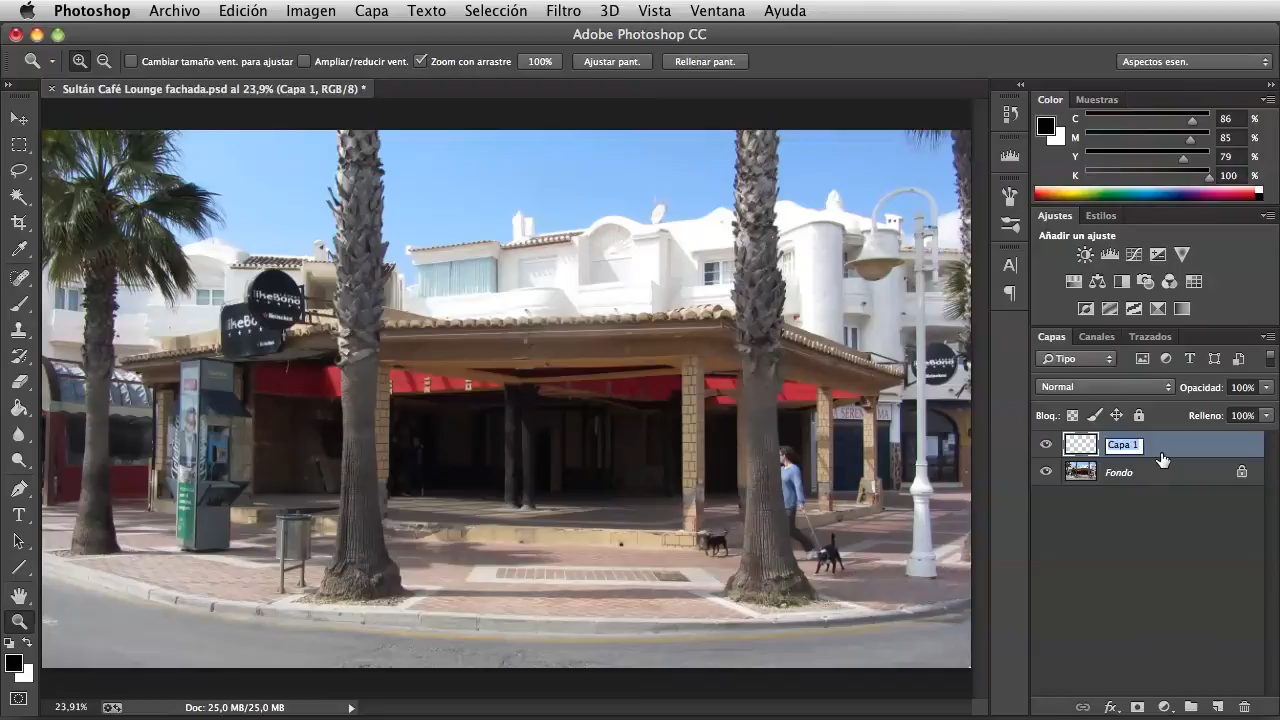 Photoshop Archivo Edición Imagen Capa Texto Selección Filtro 3D Vista Ventana Ayuda
Adobe Photoshop CC
Cambiar tamaño vent. para ajustar Ampliar/reducir vent. Zoom con arrastre 100% Ajustar pant. Rellenar pant. Aspectos esen.
Sultán Café Lounge fachada.psd al 23,9% (Capa 1, RGB/8) *
Color Muestras
C 86 %
M 85 %
Y 79 %
K 100 %
Ajustes Estilos
Añadir un ajuste
Capas Canales Trazados
Tipo
Normal Opacidad: 100%
Bloq.: Relleno: 100%
Capa 1
Fondo
23,91% Doc: 25,0 MB/25,0 MB